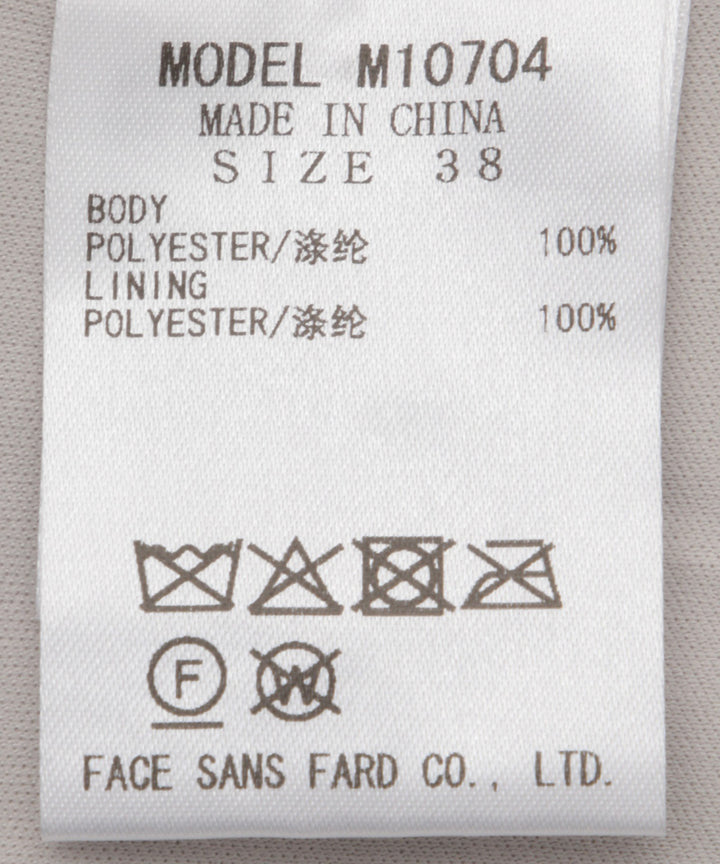 MODEL M10704
MADE IN CHINA
SIZE 38
BODY
POLYESTER/涤纶 100%
LINING
POLYESTER/涤纶 100%
F W
FACE SANS FARD CO., LTD.